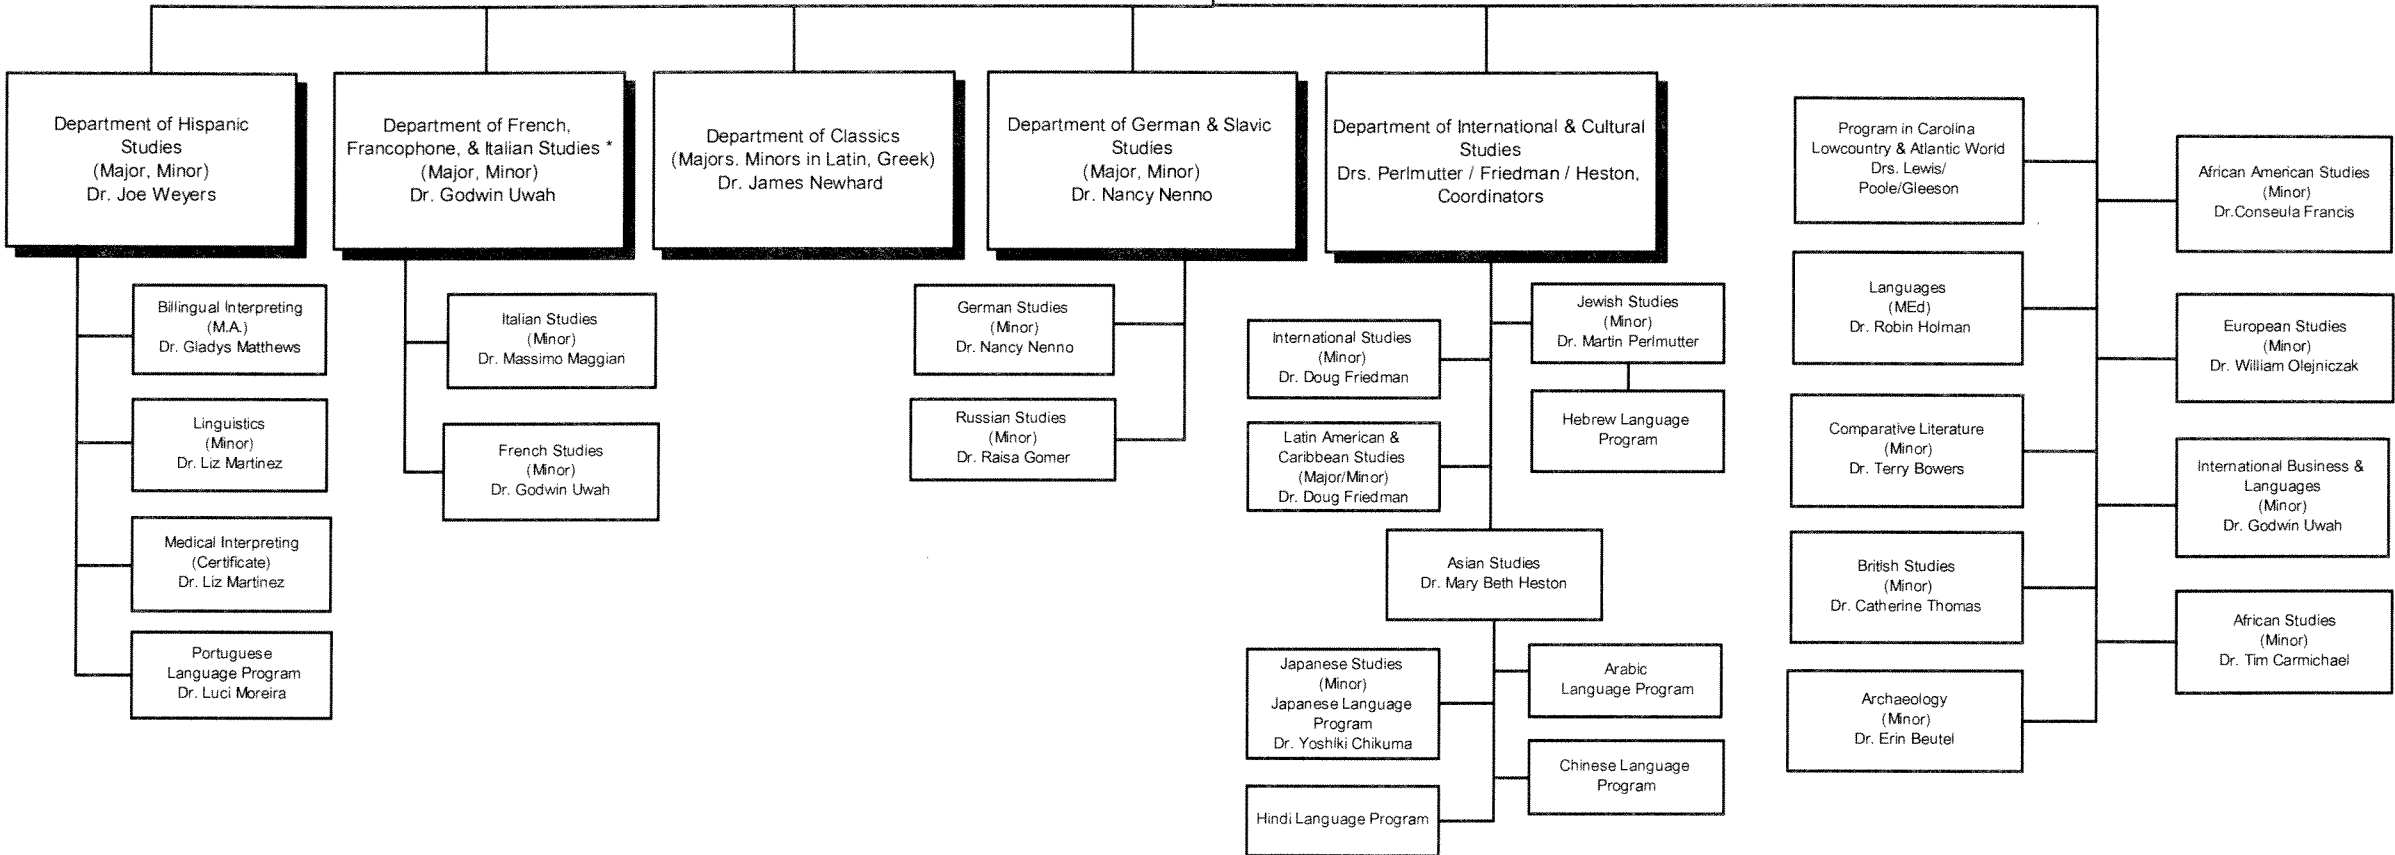 Department of Hispanic
Studies
(Major, Minor)
Dr. Joe Weyers
Department of French,
Francophone, & Italian Studies *
(Major, Minor)
Dr. Godwin Uwah
Department of Classics
(Majors. Minors in Latin, Greek)
Dr. James Newhard
Department of German & Slavic
Studies
(Major, Minor)
Dr. Nancy Nenno
Department of International & Cultural
Studies
Drs. Perlmutter / Friedman / Heston,
Coordinators
Billingual Interpreting
(M.A.)
Dr. Gladys Matthews
Linguistics
(Minor)
Dr. Liz Martinez
Medical Interpreting
(Certificate)
Dr. Liz Martinez
Portuguese
Language Program
Dr. Luci Moreira
Italian Studies
(Minor)
Dr. Massimo Maggiari
French Studies
(Minor)
Dr. Godwin Uwah
German Studies
(Minor)
Dr. Nancy Nenno
Russian Studies
(Minor)
Dr. Raisa Gomer
International Studies
(Minor)
Dr. Doug Friedman
Latin American &
Caribbean Studies
(Major/Minor)
Dr. Doug Friedman
Jewish Studies
(Minor)
Dr. Martin Perlmutter
Hebrew Language
Program
Asian Studies
Dr. Mary Beth Heston
Japanese Studies
(Minor)
Japanese Language
Program
Dr. Yoshiki Chikuma
Hindi Language Program
Arabic
Language Program
Chinese Language
Program
Program in Carolina
Lowcountry & Atlantic World
Drs. Lewis/
Poole/Gleeson
Languages
(MEd)
Dr. Robin Holman
Comparative Literature
(Minor)
Dr. Terry Bowers
British Studies
(Minor)
Dr. Catherine Thomas
Archaeology
(Minor)
Dr. Erin Beutel
African American Studies
(Minor)
Dr.Conseula Francis
European Studies
(Minor)
Dr. William Olejniczak
International Business &
Languages
(Minor)
Dr. Godwin Uwah
African Studies
(Minor)
Dr. Tim Carmichael